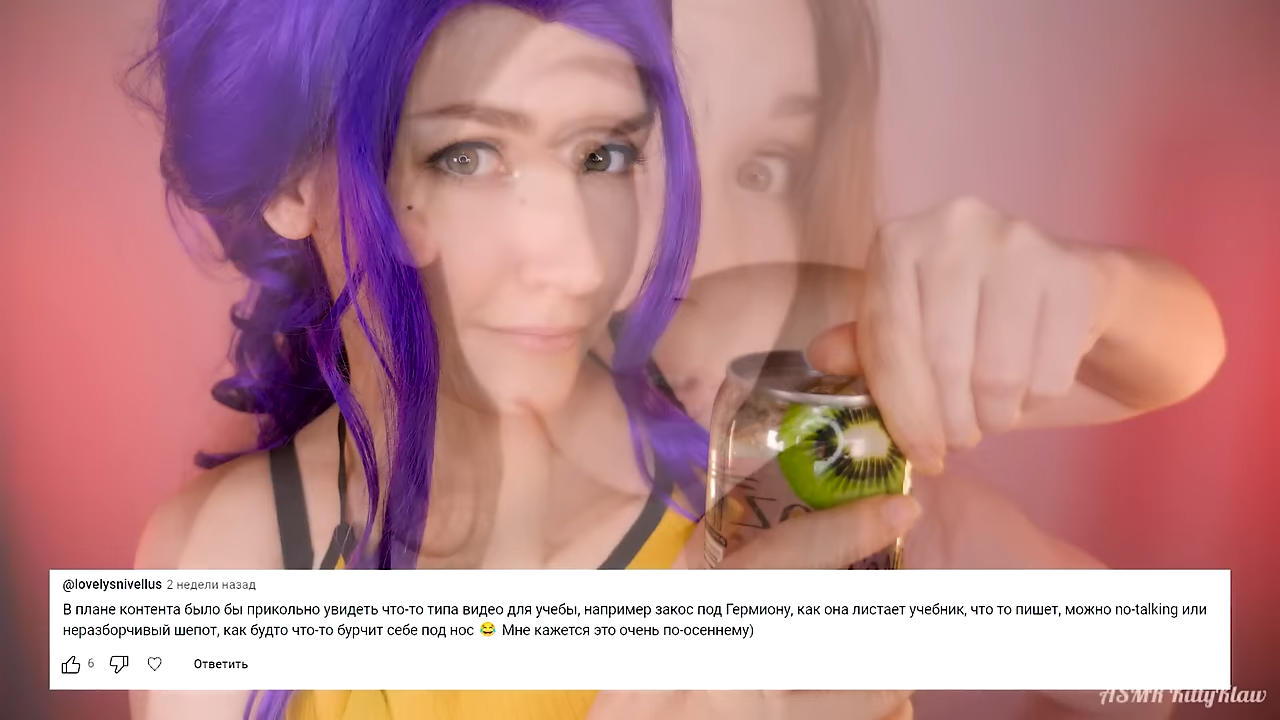 @lovelysnivellus 2 недели назад
В плане контента было бы прикольно увидеть что-то типа видео для учебы, например закос под Гермиону, как она листает учебник, что то пишет, можно no-talking или
неразборчивый шепот, как будто что-то бурчит себе под нос 😂 Мне кажется это очень по-осеннему)
6 Ответить
ASMR KittyKlaw